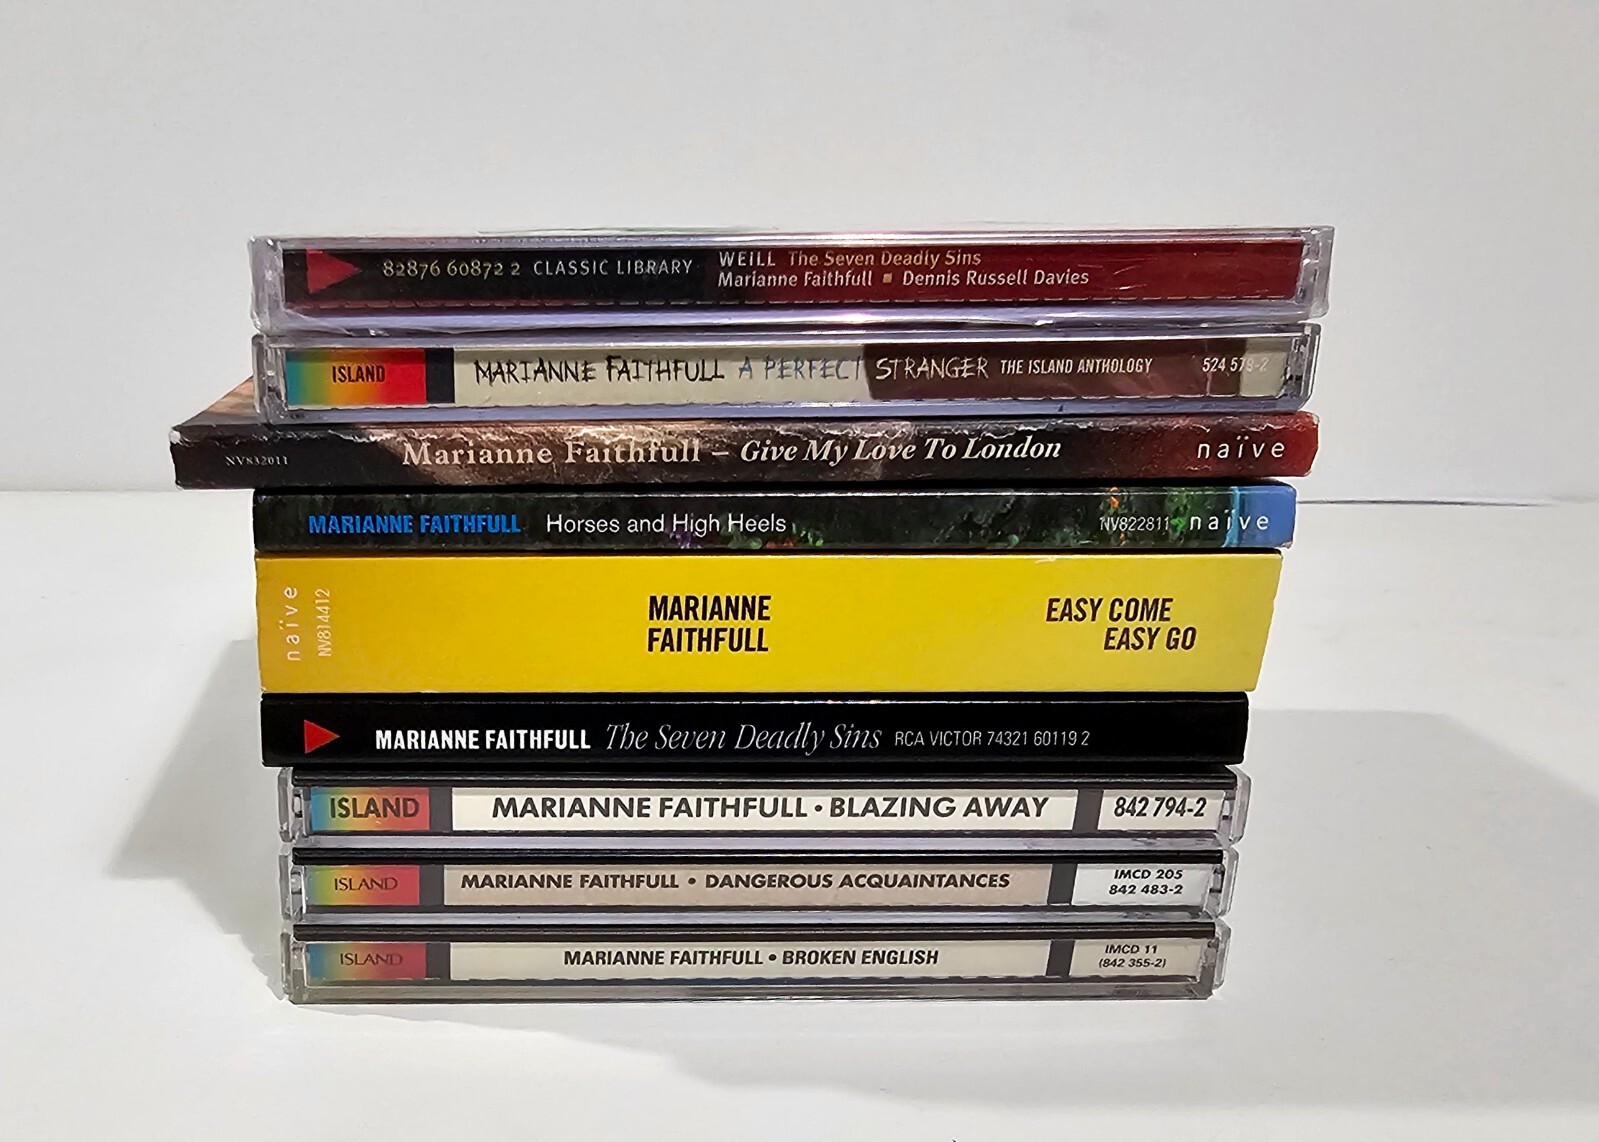 82876 60872 2 CLASSIC LIBRARY
WEILL The Seven Deadly Sins
Marianne Faithfull ▪ Dennis Russell Davies
ISLAND MARIANNE FAITHFULL A PERFECT STRANGER THE ISLAND ANTHOLOGY 524 579-2
NV832011 Marianne Faithfull – Give My Love To London naïve
MARIANNE FAITHFULL Horses and High Heels NV822811 naïve
naïve
NV814412
MARIANNE
FAITHFULL
EASY COME
EASY GO
MARIANNE FAITHFULL The Seven Deadly Sins RCA VICTOR 74321 60119 2
ISLAND MARIANNE FAITHFULL • BLAZING AWAY 842 794-2
ISLAND MARIANNE FAITHFULL • DANGEROUS ACQUAINTANCES
IMCD 205
842 483-2
ISLAND MARIANNE FAITHFULL • BROKEN ENGLISH
IMCD 11
(842 355-2)